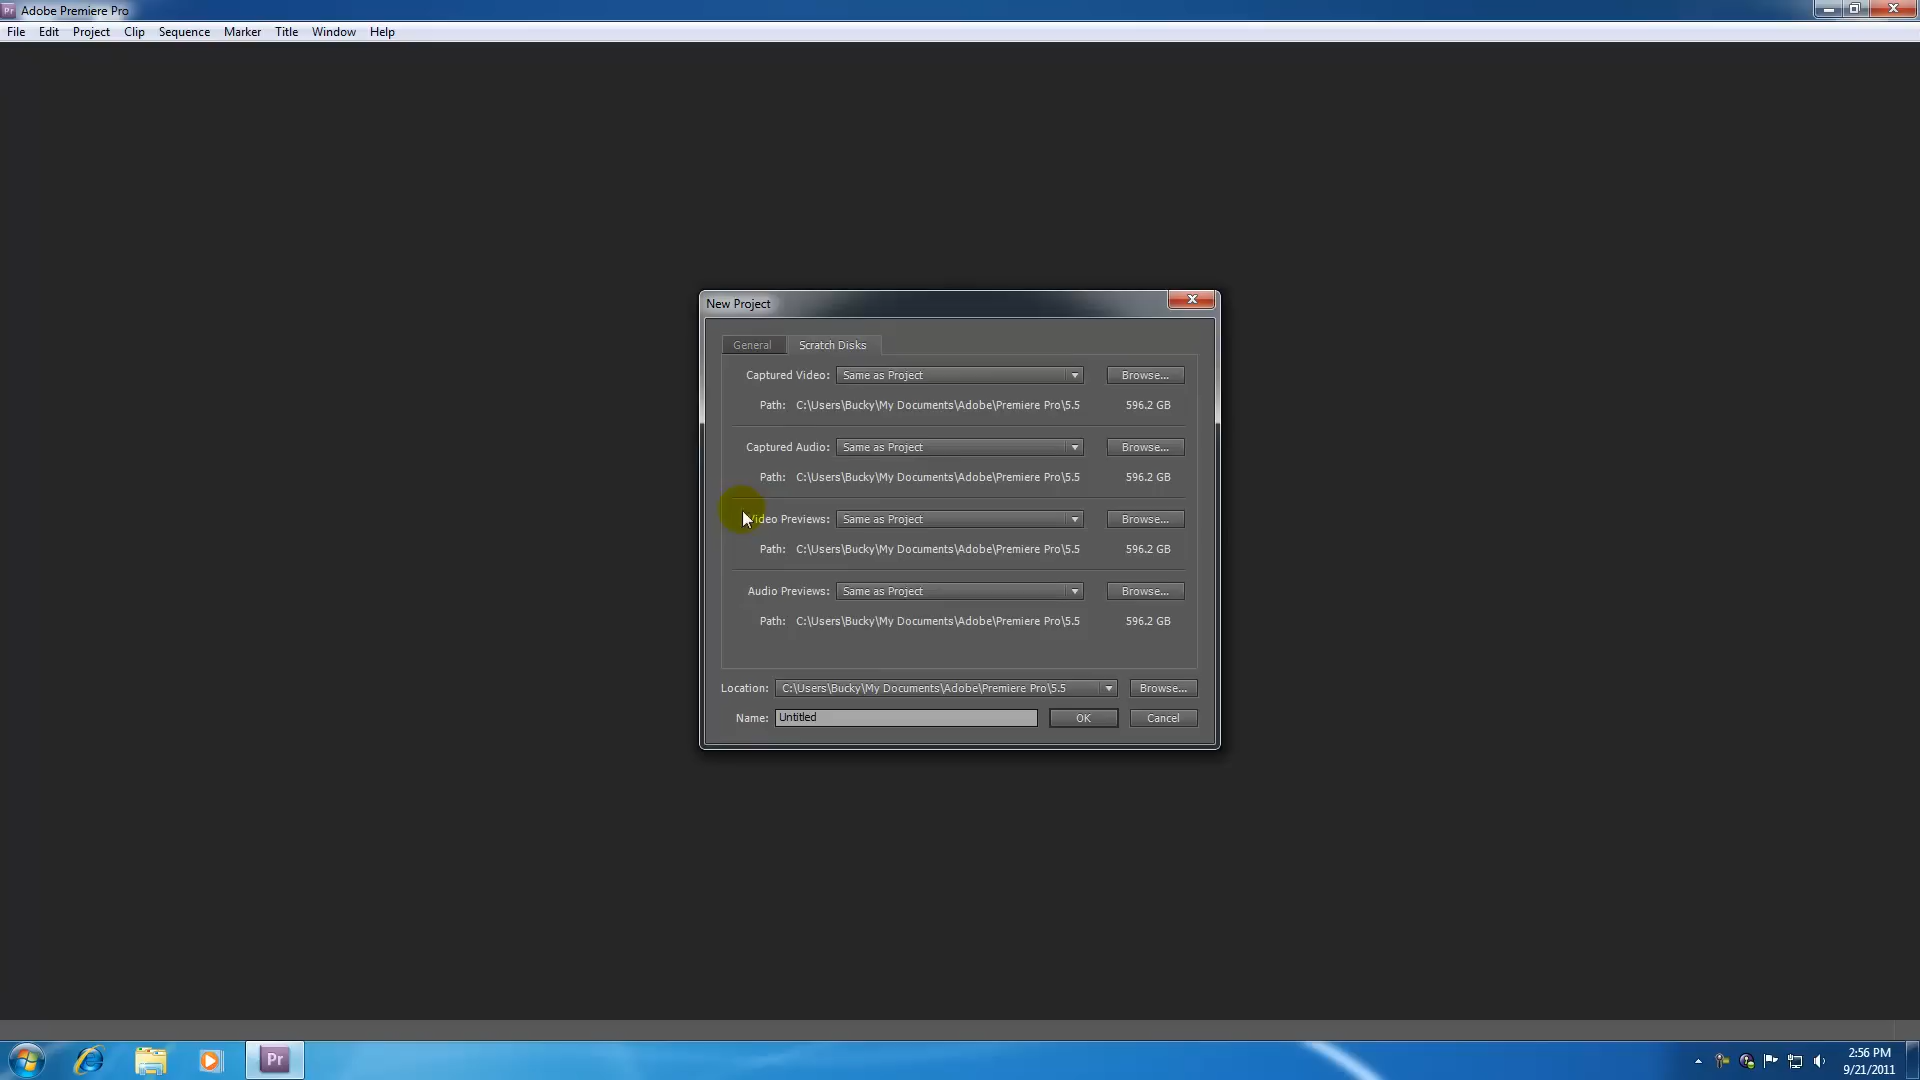 Pr Adobe Premiere Pro
File Edit Project Clip Sequence Marker Title Window Help
New Project
General Scratch Disks
Captured Video: Same as Project Browse...
Path: C:\Users\Bucky\My Documents\Adobe\Premiere Pro\5.5 596.2 GB
Captured Audio: Same as Project Browse...
Path: C:\Users\Bucky\My Documents\Adobe\Premiere Pro\5.5 596.2 GB
Video Previews: Same as Project Browse...
Path: C:\Users\Bucky\My Documents\Adobe\Premiere Pro\5.5 596.2 GB
Audio Previews: Same as Project Browse...
Path: C:\Users\Bucky\My Documents\Adobe\Premiere Pro\5.5 596.2 GB
Location: C:\Users\Bucky\My Documents\Adobe\Premiere Pro\5.5 Browse...
Name: Untitled OK Cancel
Pr
2:56 PM
9/21/2011